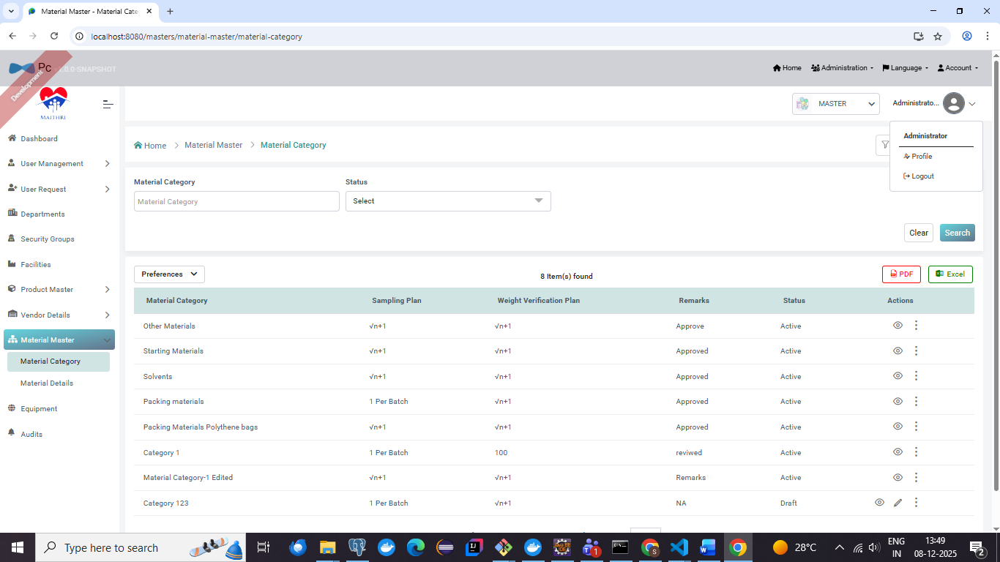 Material Master - Material Cate
localhost:8080/masters/material-master/material-category
Pc v1.0.0-SNAPSHOT
Development
Home Administration Language Account
MAITHRI
MASTER
Administrato...
Administrator
Profile
Logout
Dashboard
User Management
User Request
Departments
Security Groups
Facilities
Product Master
Vendor Details
Material Master
Material Category
Material Details
Equipment
Audits
Home Material Master Material Category
Material Category Status
Material Category Select
Clear Search
Preferences 8 Item(s) found PDF Excel
Material Category Sampling Plan Weight Verification Plan Remarks Status Actions
Other Materials √n+1 √n+1 Approve Active
Starting Materials √n+1 √n+1 Approved Active
Solvents √n+1 √n+1 Approved Active
Packing materials 1 Per Batch √n+1 Approved Active
Packing Materials Polythene bags √n+1 √n+1 Approved Active
Category 1 1 Per Batch 100 reviwed Active
Material Category-1 Edited √n+1 √n+1 Remarks Active
Category 123 1 Per Batch √n+1 NA Draft
Type here to search
28°C
ENG
IN
13:49
08-12-2025
2